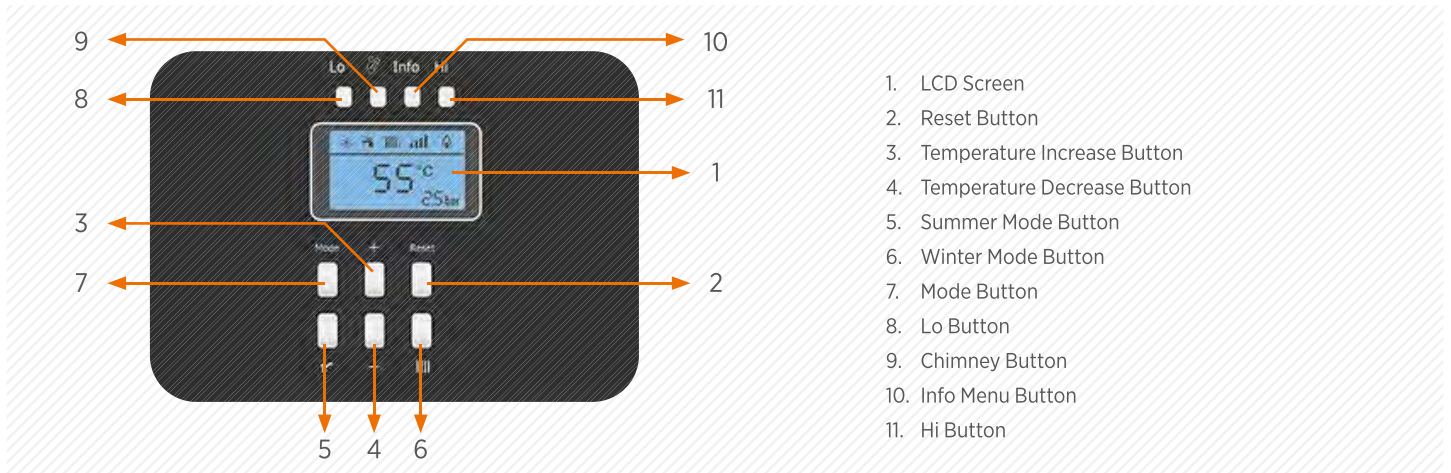 9
10
Lo Info Hi
8
11
55 °C
2.5 bar
1
3
Mode + Reset
7
2
−
5 4 6
1. LCD Screen
2. Reset Button
3. Temperature Increase Button
4. Temperature Decrease Button
5. Summer Mode Button
6. Winter Mode Button
7. Mode Button
8. Lo Button
9. Chimney Button
10. Info Menu Button
11. Hi Button